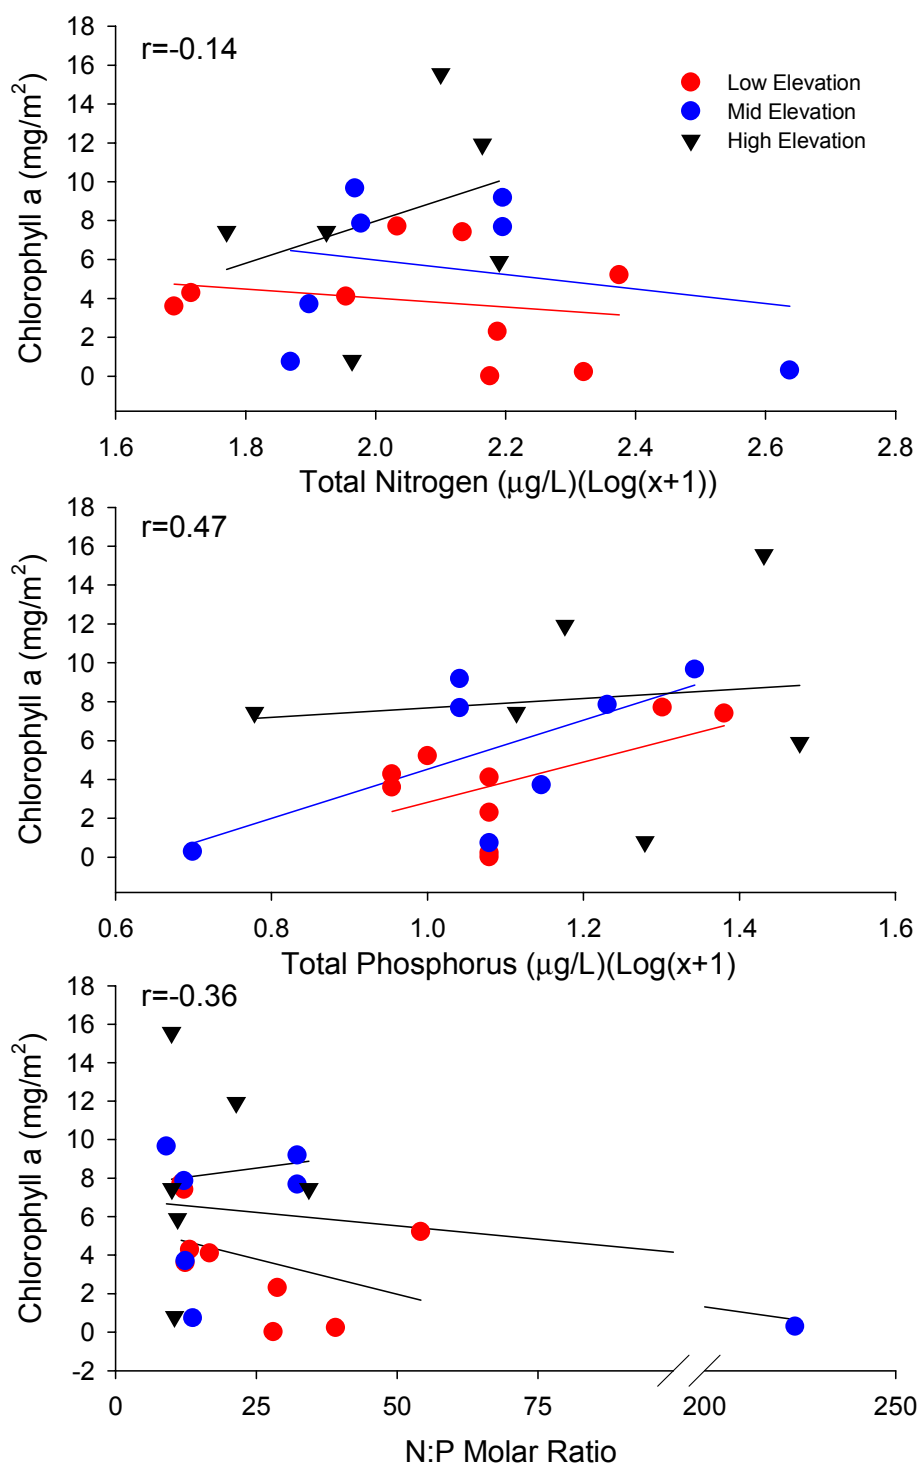 18
r=-0.14
16
14
12
10
8
6
4
2
0
Chlorophyll a (mg/m²)
Low Elevation
Mid Elevation
High Elevation
1.6 1.8 2.0 2.2 2.4 2.6 2.8
Total Nitrogen (μg/L)(Log(x+1))
18
r=0.47
16
14
12
10
8
6
4
2
0
Chlorophyll a (mg/m²)
0.6 0.8 1.0 1.2 1.4 1.6
Total Phosphorus (μg/L)(Log(x+1)
18
r=-0.36
16
14
12
10
8
6
4
2
0
-2
Chlorophyll a (mg/m²)
0 25 50 75 200 250
N:P Molar Ratio